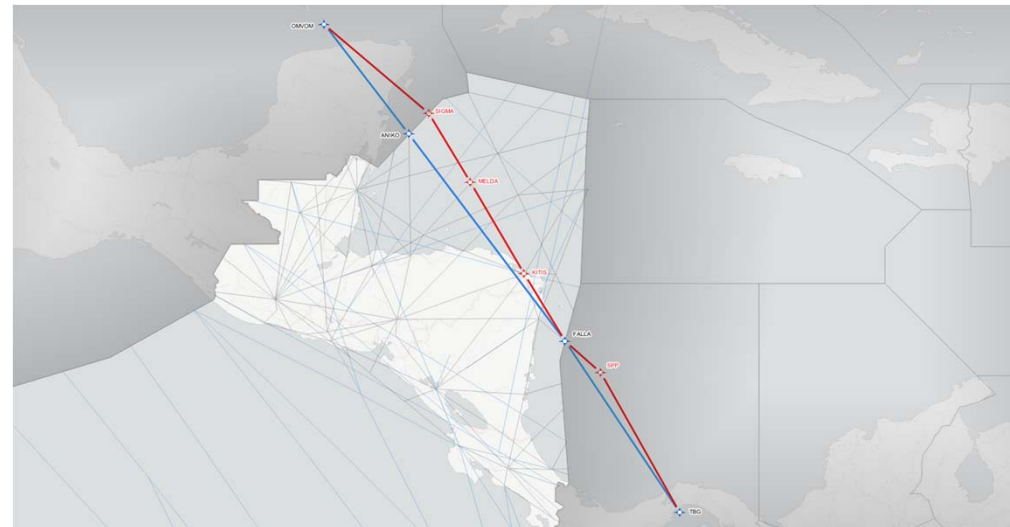 OMVOM
SIGMA
ANIKO
MELDA
KITIS
FALLA
SPP
TBG